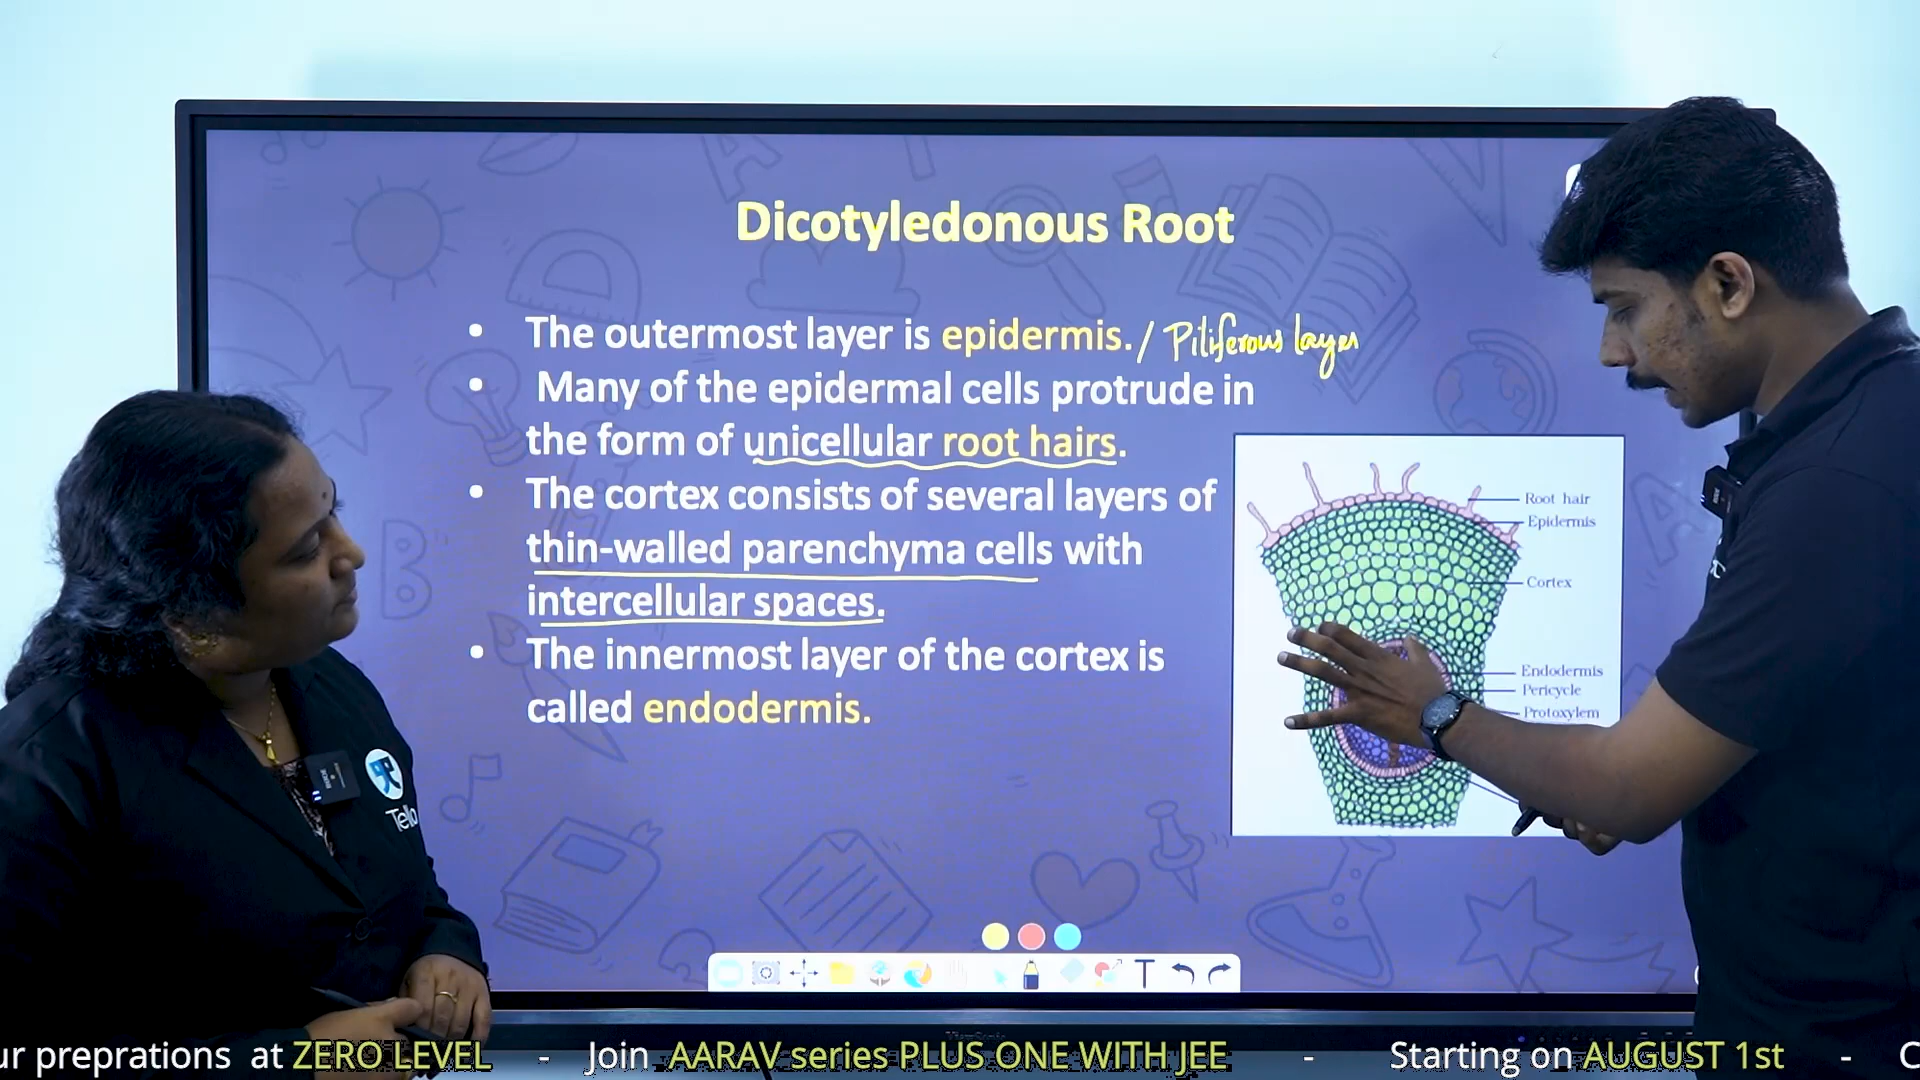 Dicotyledonous Root
• The outermost layer is epidermis. / Piliferous layer
• Many of the epidermal cells protrude in
the form of unicellular root hairs.
• The cortex consists of several layers of
thin-walled parenchyma cells with
intercellular spaces.
• The innermost layer of the cortex is
called endodermis.
Root hair
Epidermis
Cortex
Endodermis
Pericycle
Protoxylem
T
ur preprations at ZERO LEVEL - Join AARAV series PLUS ONE WITH JEE - Starting on AUGUST 1st - C